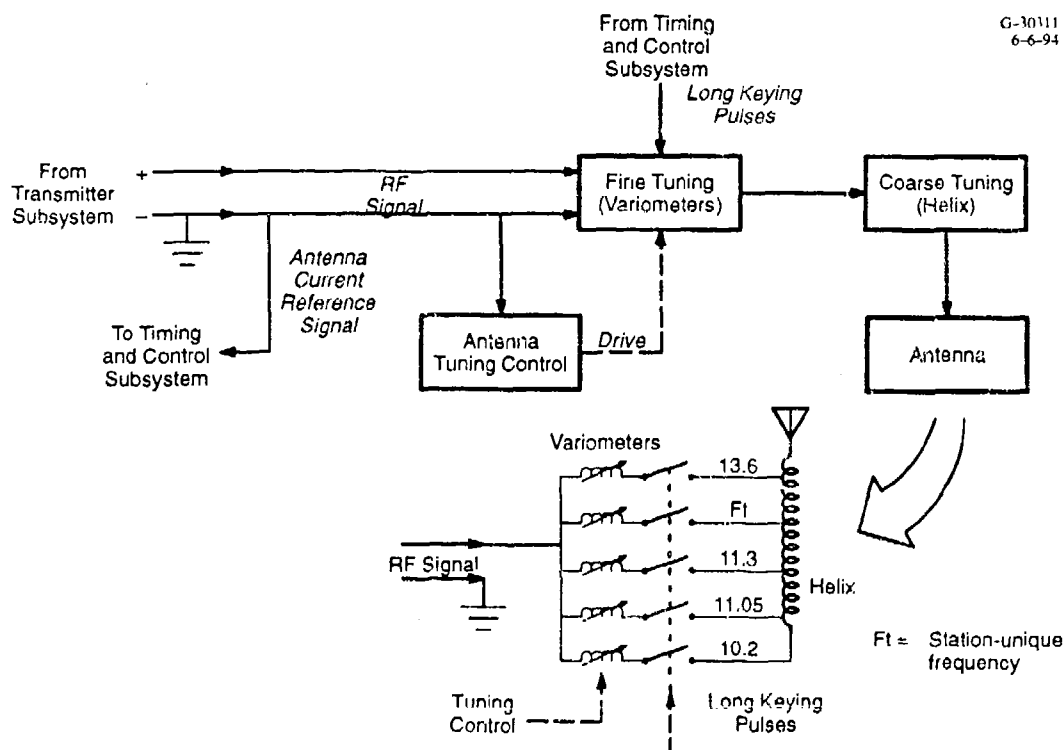 G-30311
6-6-94
From Timing
and Control
Subsystem
Long Keying
Pulses
From
Transmitter
Subsystem
+
−
RF
Signal
Fine Tuning
(Variometers)
Coarse Tuning
(Helix)
Antenna
Current
Reference
Signal
To Timing
and Control
Subsystem
Antenna
Tuning Control
Drive
Antenna
Variometers
13.6
Ft
11.3
11.05
10.2
RF Signal
Helix
Ft = Station-unique
frequency
Tuning
Control
Long Keying
Pulses